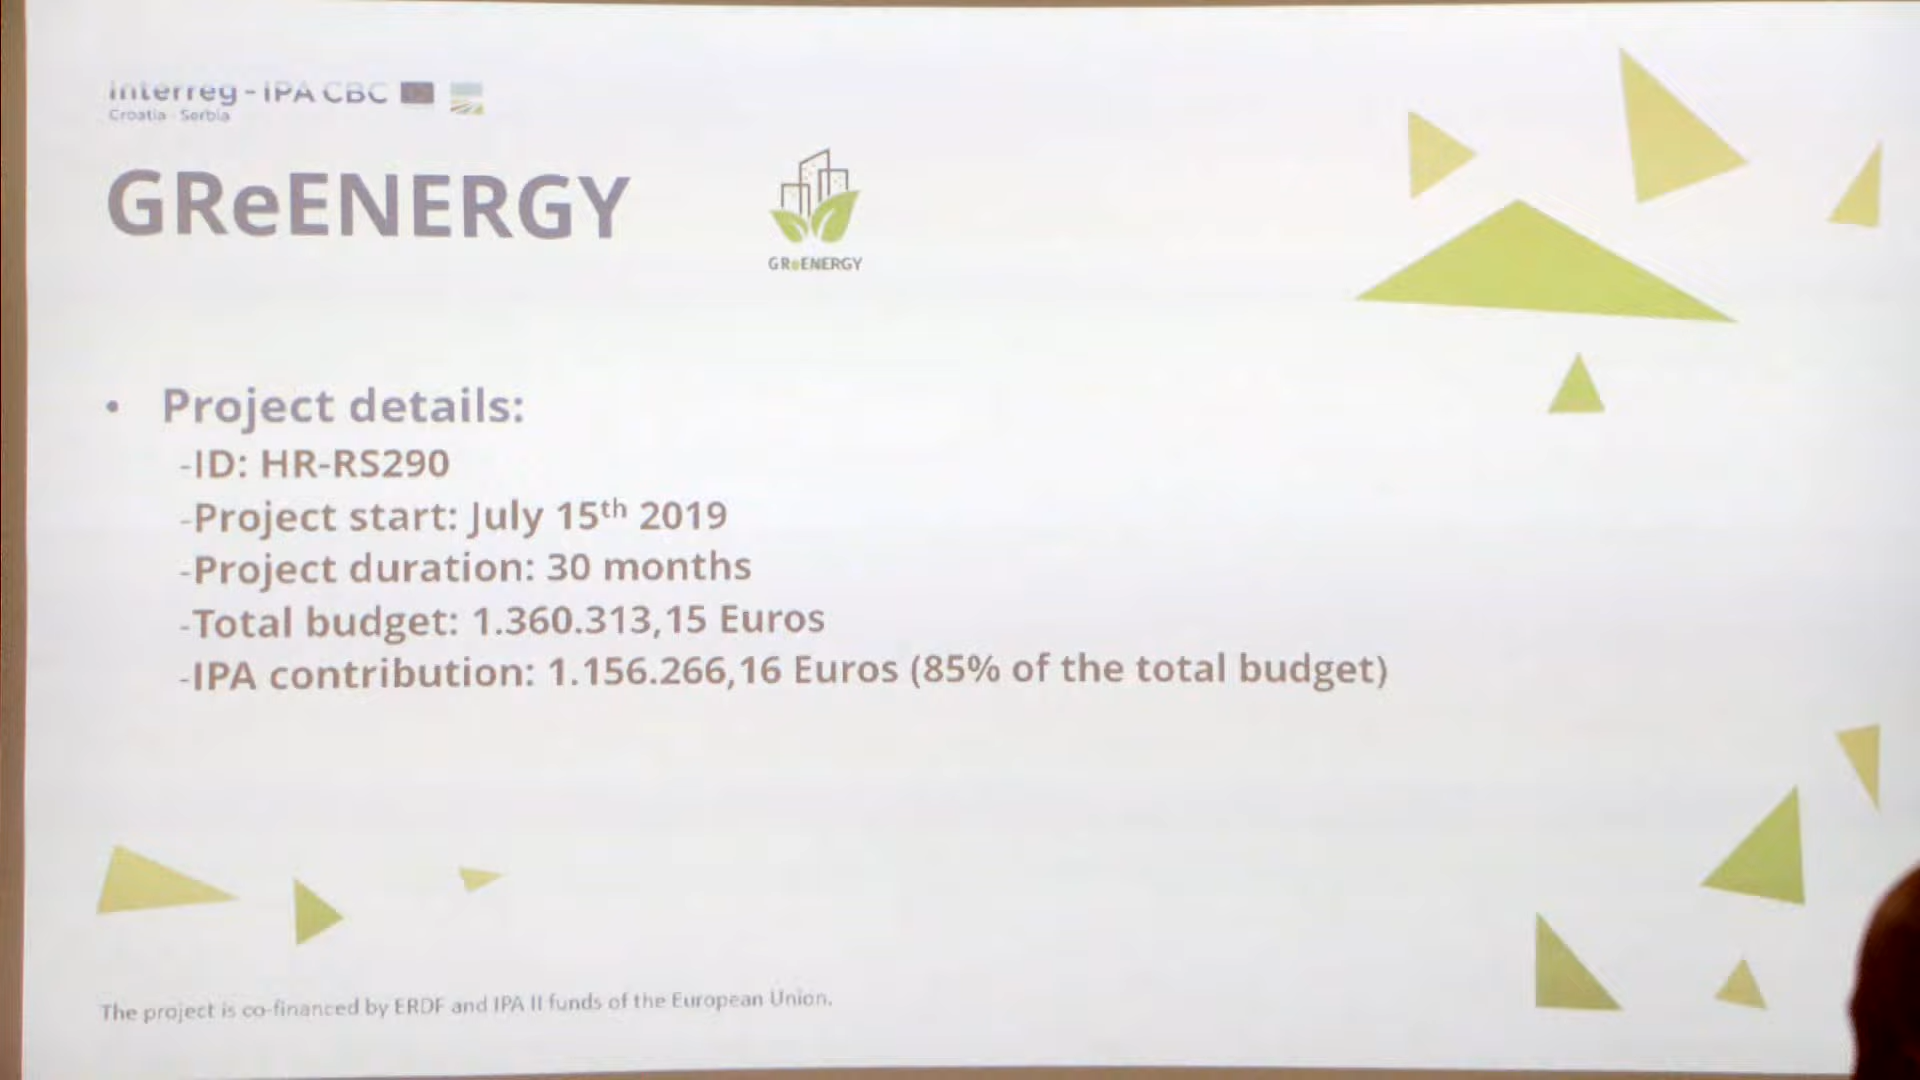 Interreg - IPA CBC
Croatia - Serbia
GReENERGY
GReENERGY
• Project details:
-ID: HR-RS290
-Project start: July 15th 2019
-Project duration: 30 months
-Total budget: 1.360.313,15 Euros
-IPA contribution: 1.156.266,16 Euros (85% of the total budget)
The project is co-financed by ERDF and IPA II funds of the European Union.